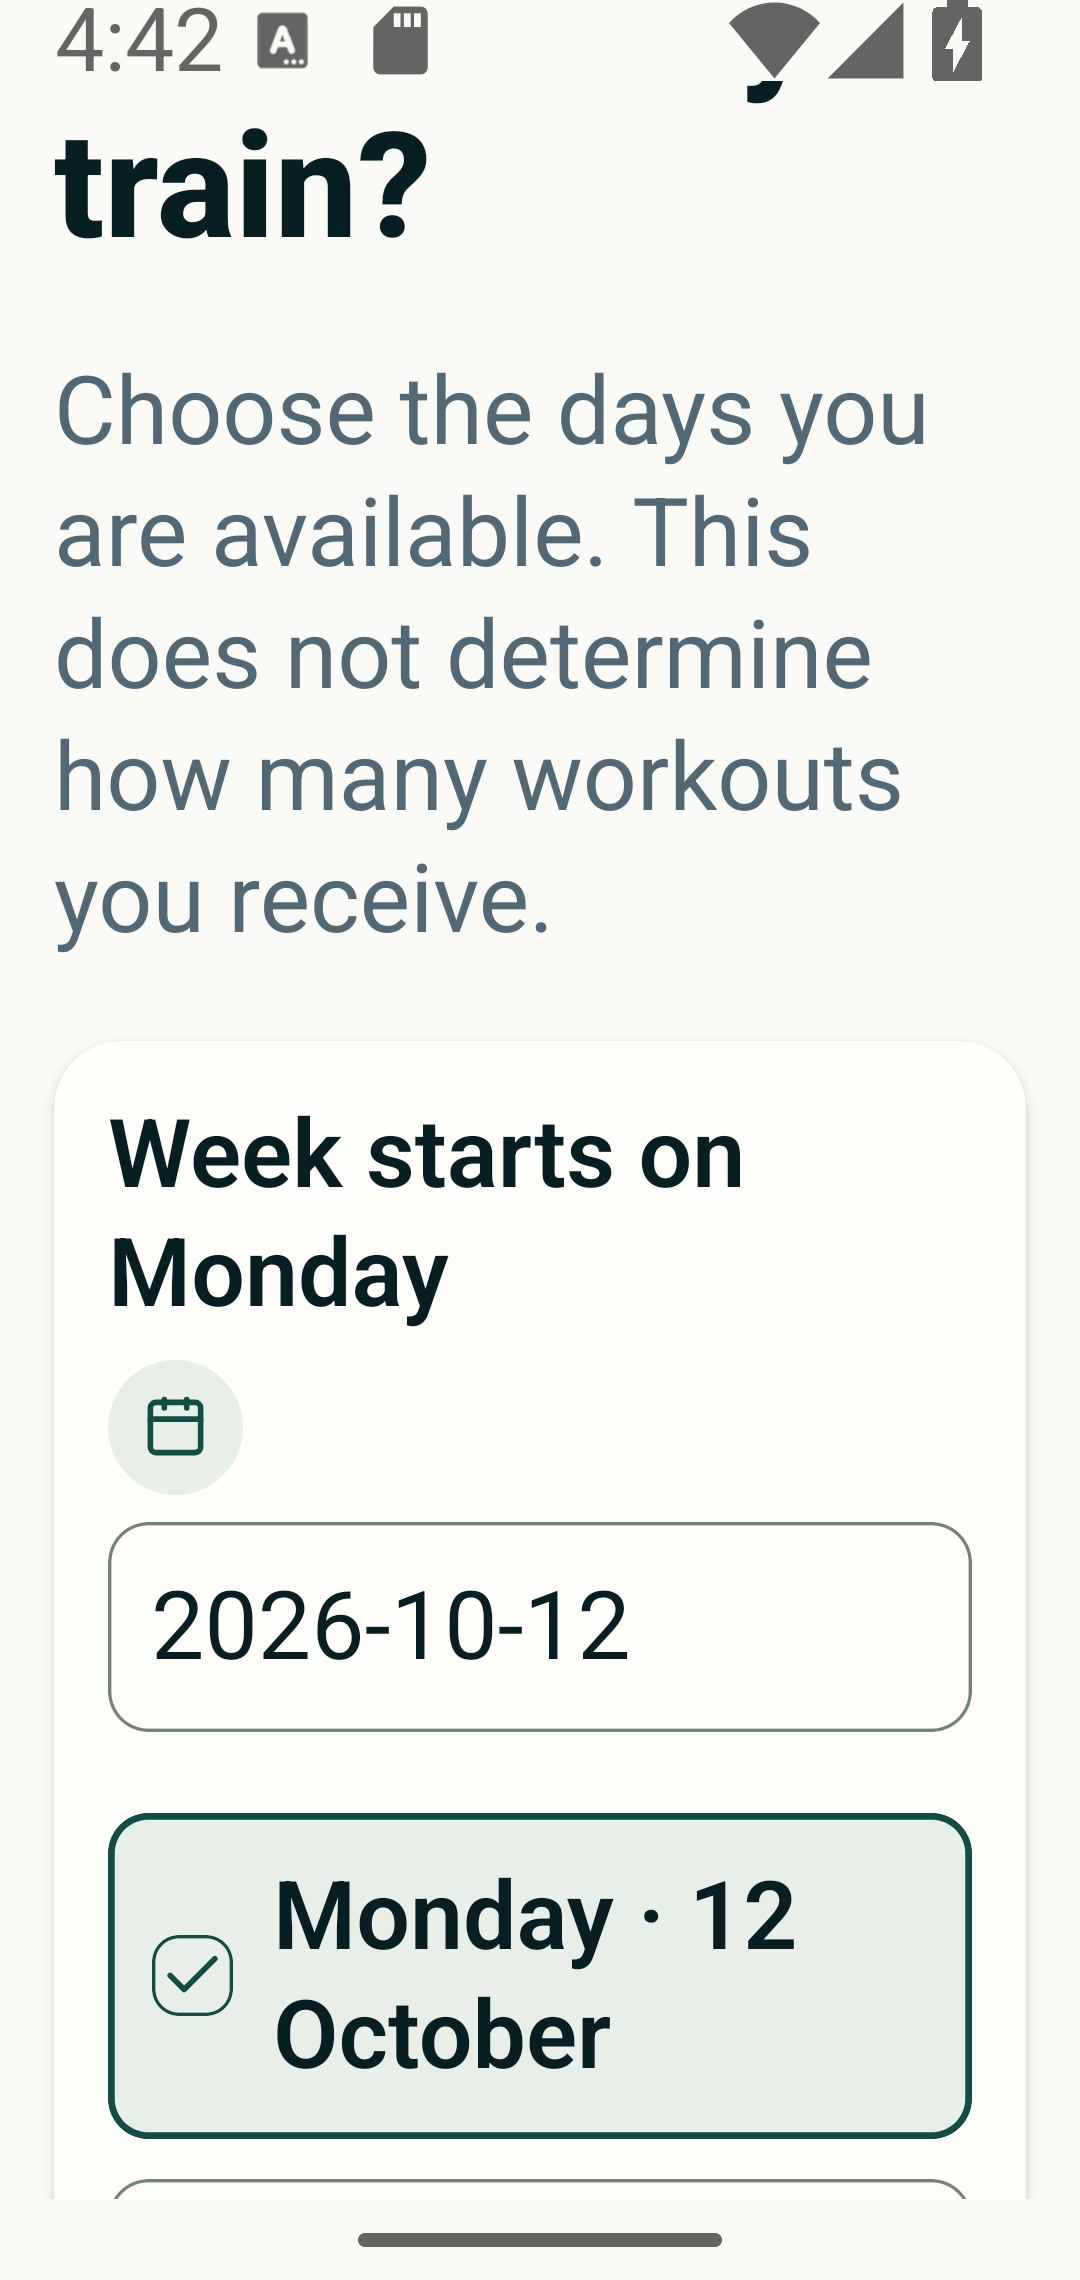 4:42
train?
Choose the days you
are available. This
does not determine
how many workouts
you receive.
Week starts on
Monday
2026-10-12
Monday · 12
October